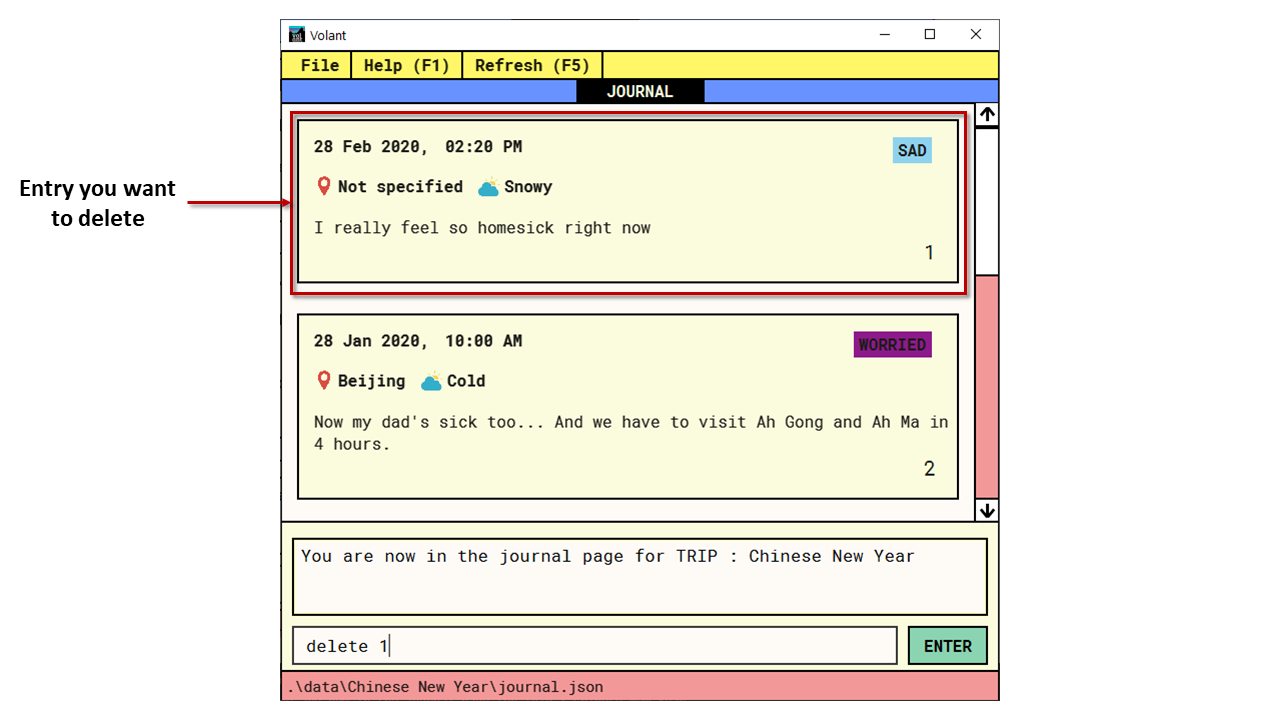 Volant
File Help (F1) Refresh (F5)
JOURNAL
Entry you want
to delete
28 Feb 2020, 02:20 PM
SAD
Not specified Snowy
I really feel so homesick right now
1
28 Jan 2020, 10:00 AM
WORRIED
Beijing Cold
Now my dad's sick too... And we have to visit Ah Gong and Ah Ma in
4 hours.
2
You are now in the journal page for TRIP : Chinese New Year
delete 1
ENTER
.\data\Chinese New Year\journal.json